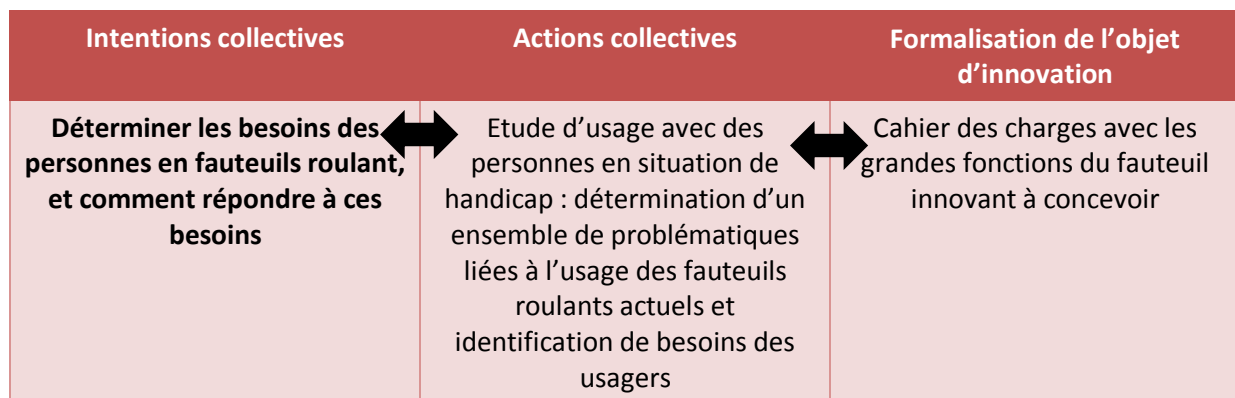 Intentions collectives
Actions collectives
Formalisation de l’objet
d’innovation
Déterminer les besoins des
personnes en fauteuils roulant,
et comment répondre à ces
besoins
Etude d’usage avec des
personnes en situation de
handicap : détermination d’un
ensemble de problématiques
liées à l’usage des fauteuils
roulants actuels et
identification de besoins des
usagers
Cahier des charges avec les
grandes fonctions du fauteuil
innovant à concevoir